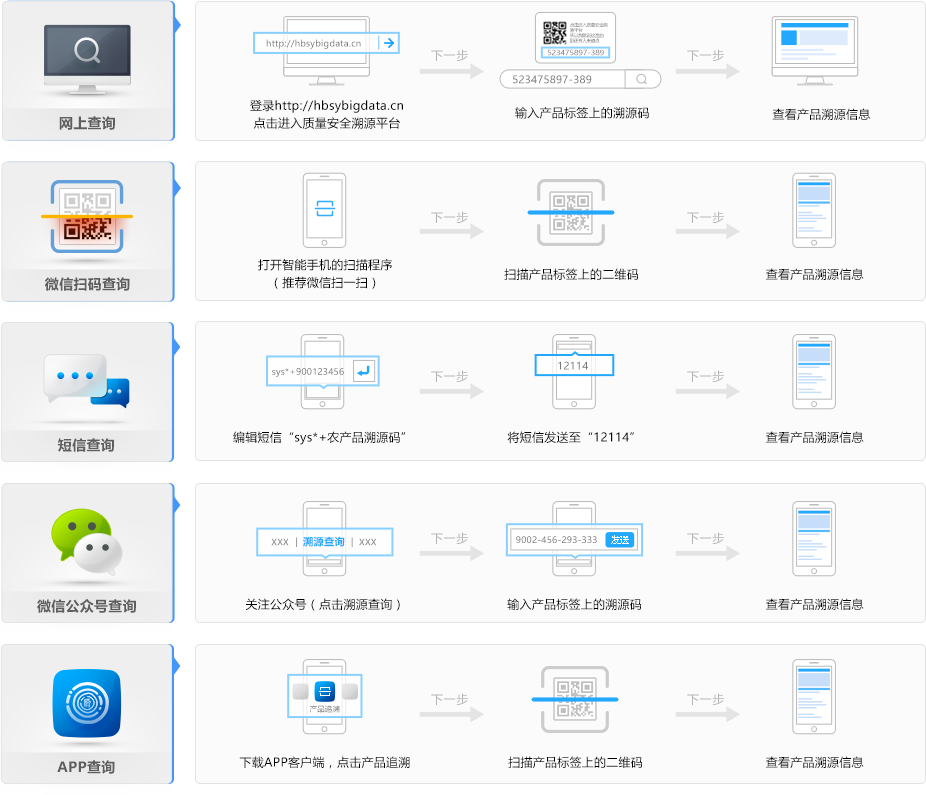 网上查询
http://hbsybigdata.cn
登录http://hbsybigdata.cn
点击进入质量安全溯源平台
下一步
523475897-389
523475897-389
输入产品标签上的溯源码
下一步
查看产品溯源信息
微信扫码查询
打开智能手机的扫描程序
（推荐微信扫一扫）
下一步
扫描产品标签上的二维码
下一步
查看产品溯源信息
短信查询
sys*+900123456
编辑短信“sys*+农产品溯源码”
下一步
12114
将短信发送至“12114”
下一步
查看产品溯源信息
微信公众号查询
XXX | 溯源查询 | XXX
关注公众号（点击溯源查询）
下一步
9002-456-293-333 发送
输入产品标签上的溯源码
下一步
查看产品溯源信息
APP查询
产品追溯
下载APP客户端，点击产品追溯
下一步
扫描产品标签上的二维码
下一步
查看产品溯源信息